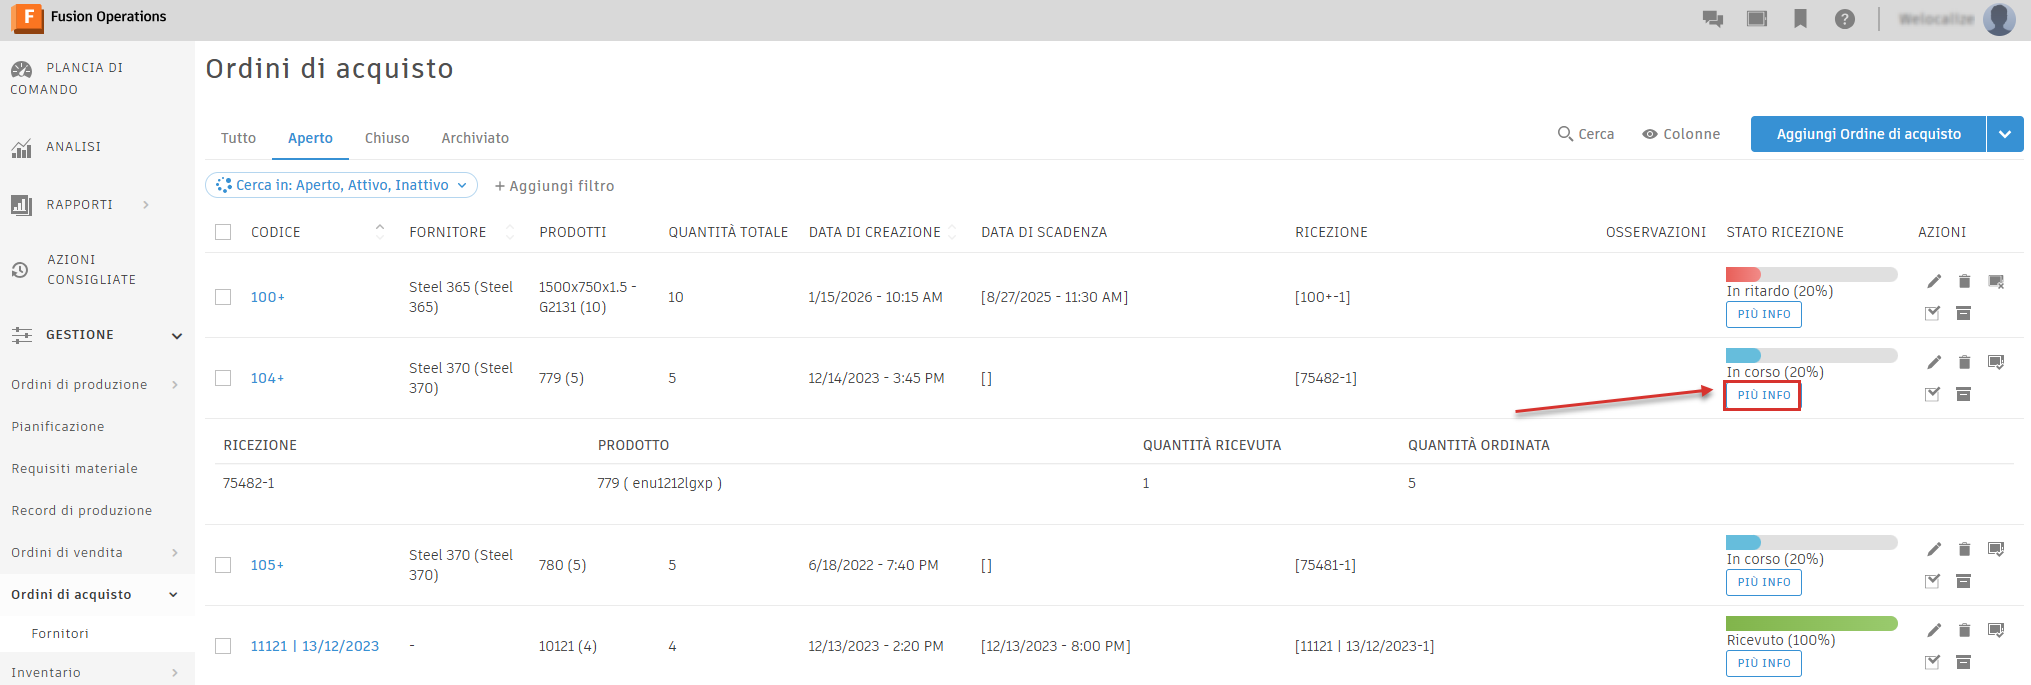 F Fusion Operations
Welocalize
PLANCIA DI
COMANDO
ANALISI
RAPPORTI
AZIONI
CONSIGLIATE
GESTIONE
Ordini di produzione
Pianificazione
Requisiti materiale
Record di produzione
Ordini di vendita
Ordini di acquisto
Fornitori
Inventario
Ordini di acquisto
Tutto Aperto Chiuso Archiviato
Cerca Colonne Aggiungi Ordine di acquisto
Cerca in: Aperto, Attivo, Inattivo + Aggiungi filtro
CODICE FORNITORE PRODOTTI QUANTITÀ TOTALE DATA DI CREAZIONE DATA DI SCADENZA RICEZIONE OSSERVAZIONI STATO RICEZIONE AZIONI
100+ Steel 365 (Steel 365) 1500x750x1.5 - G2131 (10) 10 1/15/2026 - 10:15 AM [8/27/2025 - 11:30 AM] [100+-1] In ritardo (20%)
PIÙ INFO
104+ Steel 370 (Steel 370) 779 (5) 5 12/14/2023 - 3:45 PM [] [75482-1] In corso (20%)
PIÙ INFO
RICEZIONE PRODOTTO QUANTITÀ RICEVUTA QUANTITÀ ORDINATA
75482-1 779 ( enu1212lgxp ) 1 5
105+ Steel 370 (Steel 370) 780 (5) 5 6/18/2022 - 7:40 PM [] [75481-1] In corso (20%)
PIÙ INFO
11121 | 13/12/2023 - 10121 (4) 4 12/13/2023 - 2:20 PM [12/13/2023 - 8:00 PM] [11121 | 13/12/2023-1] Ricevuto (100%)
PIÙ INFO